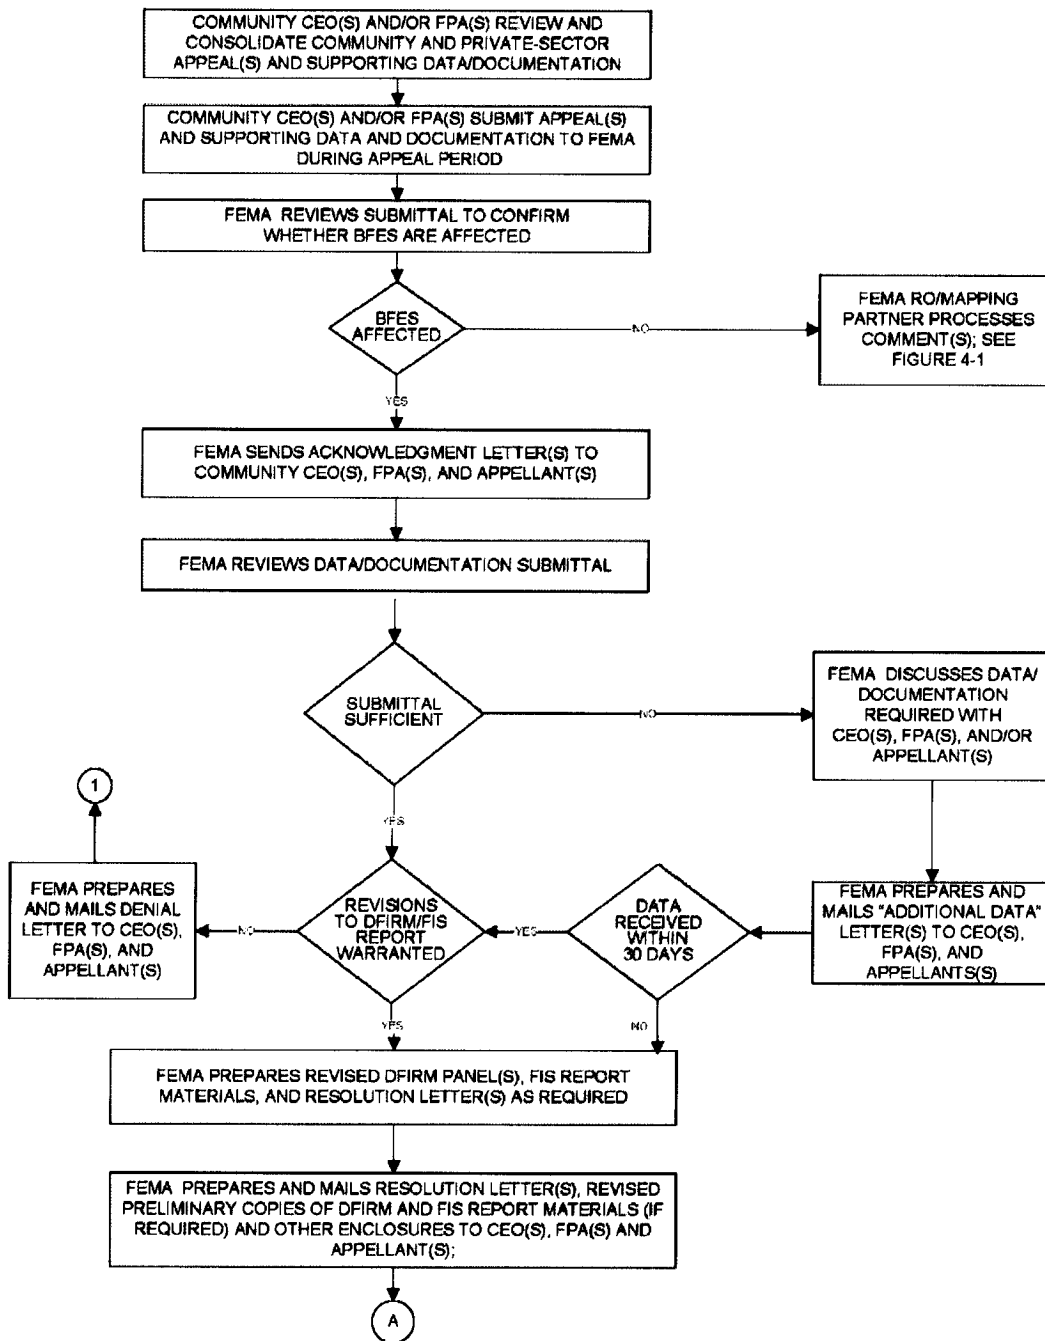 COMMUNITY CEO(S) AND/OR FPA(S) REVIEW AND
CONSOLIDATE COMMUNITY AND PRIVATE-SECTOR
APPEAL(S) AND SUPPORTING DATA/DOCUMENTATION
COMMUNITY CEO(S) AND/OR FPA(S) SUBMIT APPEAL(S)
AND SUPPORTING DATA AND DOCUMENTATION TO FEMA
DURING APPEAL PERIOD
FEMA REVIEWS SUBMITTAL TO CONFIRM
WHETHER BFES ARE AFFECTED
BFES
AFFECTED
NO
FEMA RO/MAPPING
PARTNER PROCESSES
COMMENT(S); SEE
FIGURE 4-1
YES
FEMA SENDS ACKNOWLEDGMENT LETTER(S) TO
COMMUNITY CEO(S), FPA(S), AND APPELLANT(S)
FEMA REVIEWS DATA/DOCUMENTATION SUBMITTAL
SUBMITTAL
SUFFICIENT
NO
FEMA DISCUSSES DATA/
DOCUMENTATION
REQUIRED WITH
CEO(S), FPA(S), AND/OR
APPELLANT(S)
1
YES
FEMA PREPARES
AND MAILS DENIAL
LETTER TO CEO(S),
FPA(S), AND
APPELLANT(S)
NO
REVISIONS
TO DFIRM/FIS
REPORT
WARRANTED
YES
DATA
RECEIVED
WITHIN
30 DAYS
FEMA PREPARES AND
MAILS "ADDITIONAL DATA"
LETTER(S) TO CEO(S),
FPA(S), AND
APPELLANTS(S)
YES
NO
FEMA PREPARES REVISED DFIRM PANEL(S), FIS REPORT
MATERIALS, AND RESOLUTION LETTER(S) AS REQUIRED
FEMA PREPARES AND MAILS RESOLUTION LETTER(S), REVISED
PRELIMINARY COPIES OF DFIRM AND FIS REPORT MATERIALS (IF
REQUIRED) AND OTHER ENCLOSURES TO CEO(S), FPA(S) AND
APPELLANT(S);
A